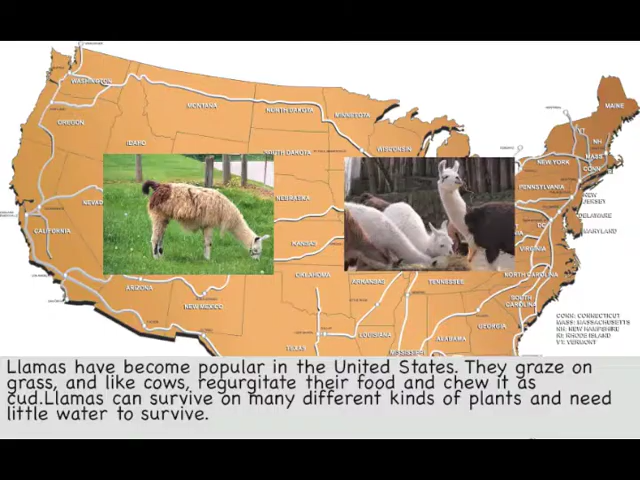 WASHINGTON
MONTANA
NORTH DAKOTA
MINNESOTA
MAINE
OREGON
IDAHO
WISCONSIN
VT.
NH
MASS
CONN
NEW YORK
SOUTH DAKOTA
PENNSYLVANIA
NEW
JERSEY
DELAWARE
MARYLAND
NEBRASKA
DC
CALIFORNIA
KANSAS
VIRGINIA
OKLAHOMA
ARKANSAS
TENNESSEE
NORTH CAROLINA
ARIZONA
NEW MEXICO
SOUTH
CAROLINA
GEORGIA
TEXAS
LOUISIANA
ALABAMA
MISSISSIPPI
CONN: CONNECTICUT
MASS: MASSACHUSETTS
NH: NEW HAMPSHIRE
RI: RHODE ISLAND
VT: VERMONT
Llamas have become popular in the United States. They graze on
grass, and like cows, regurgitate their food and chew it as
cud.Llamas can survive on many different kinds of plants and need
little water to survive.